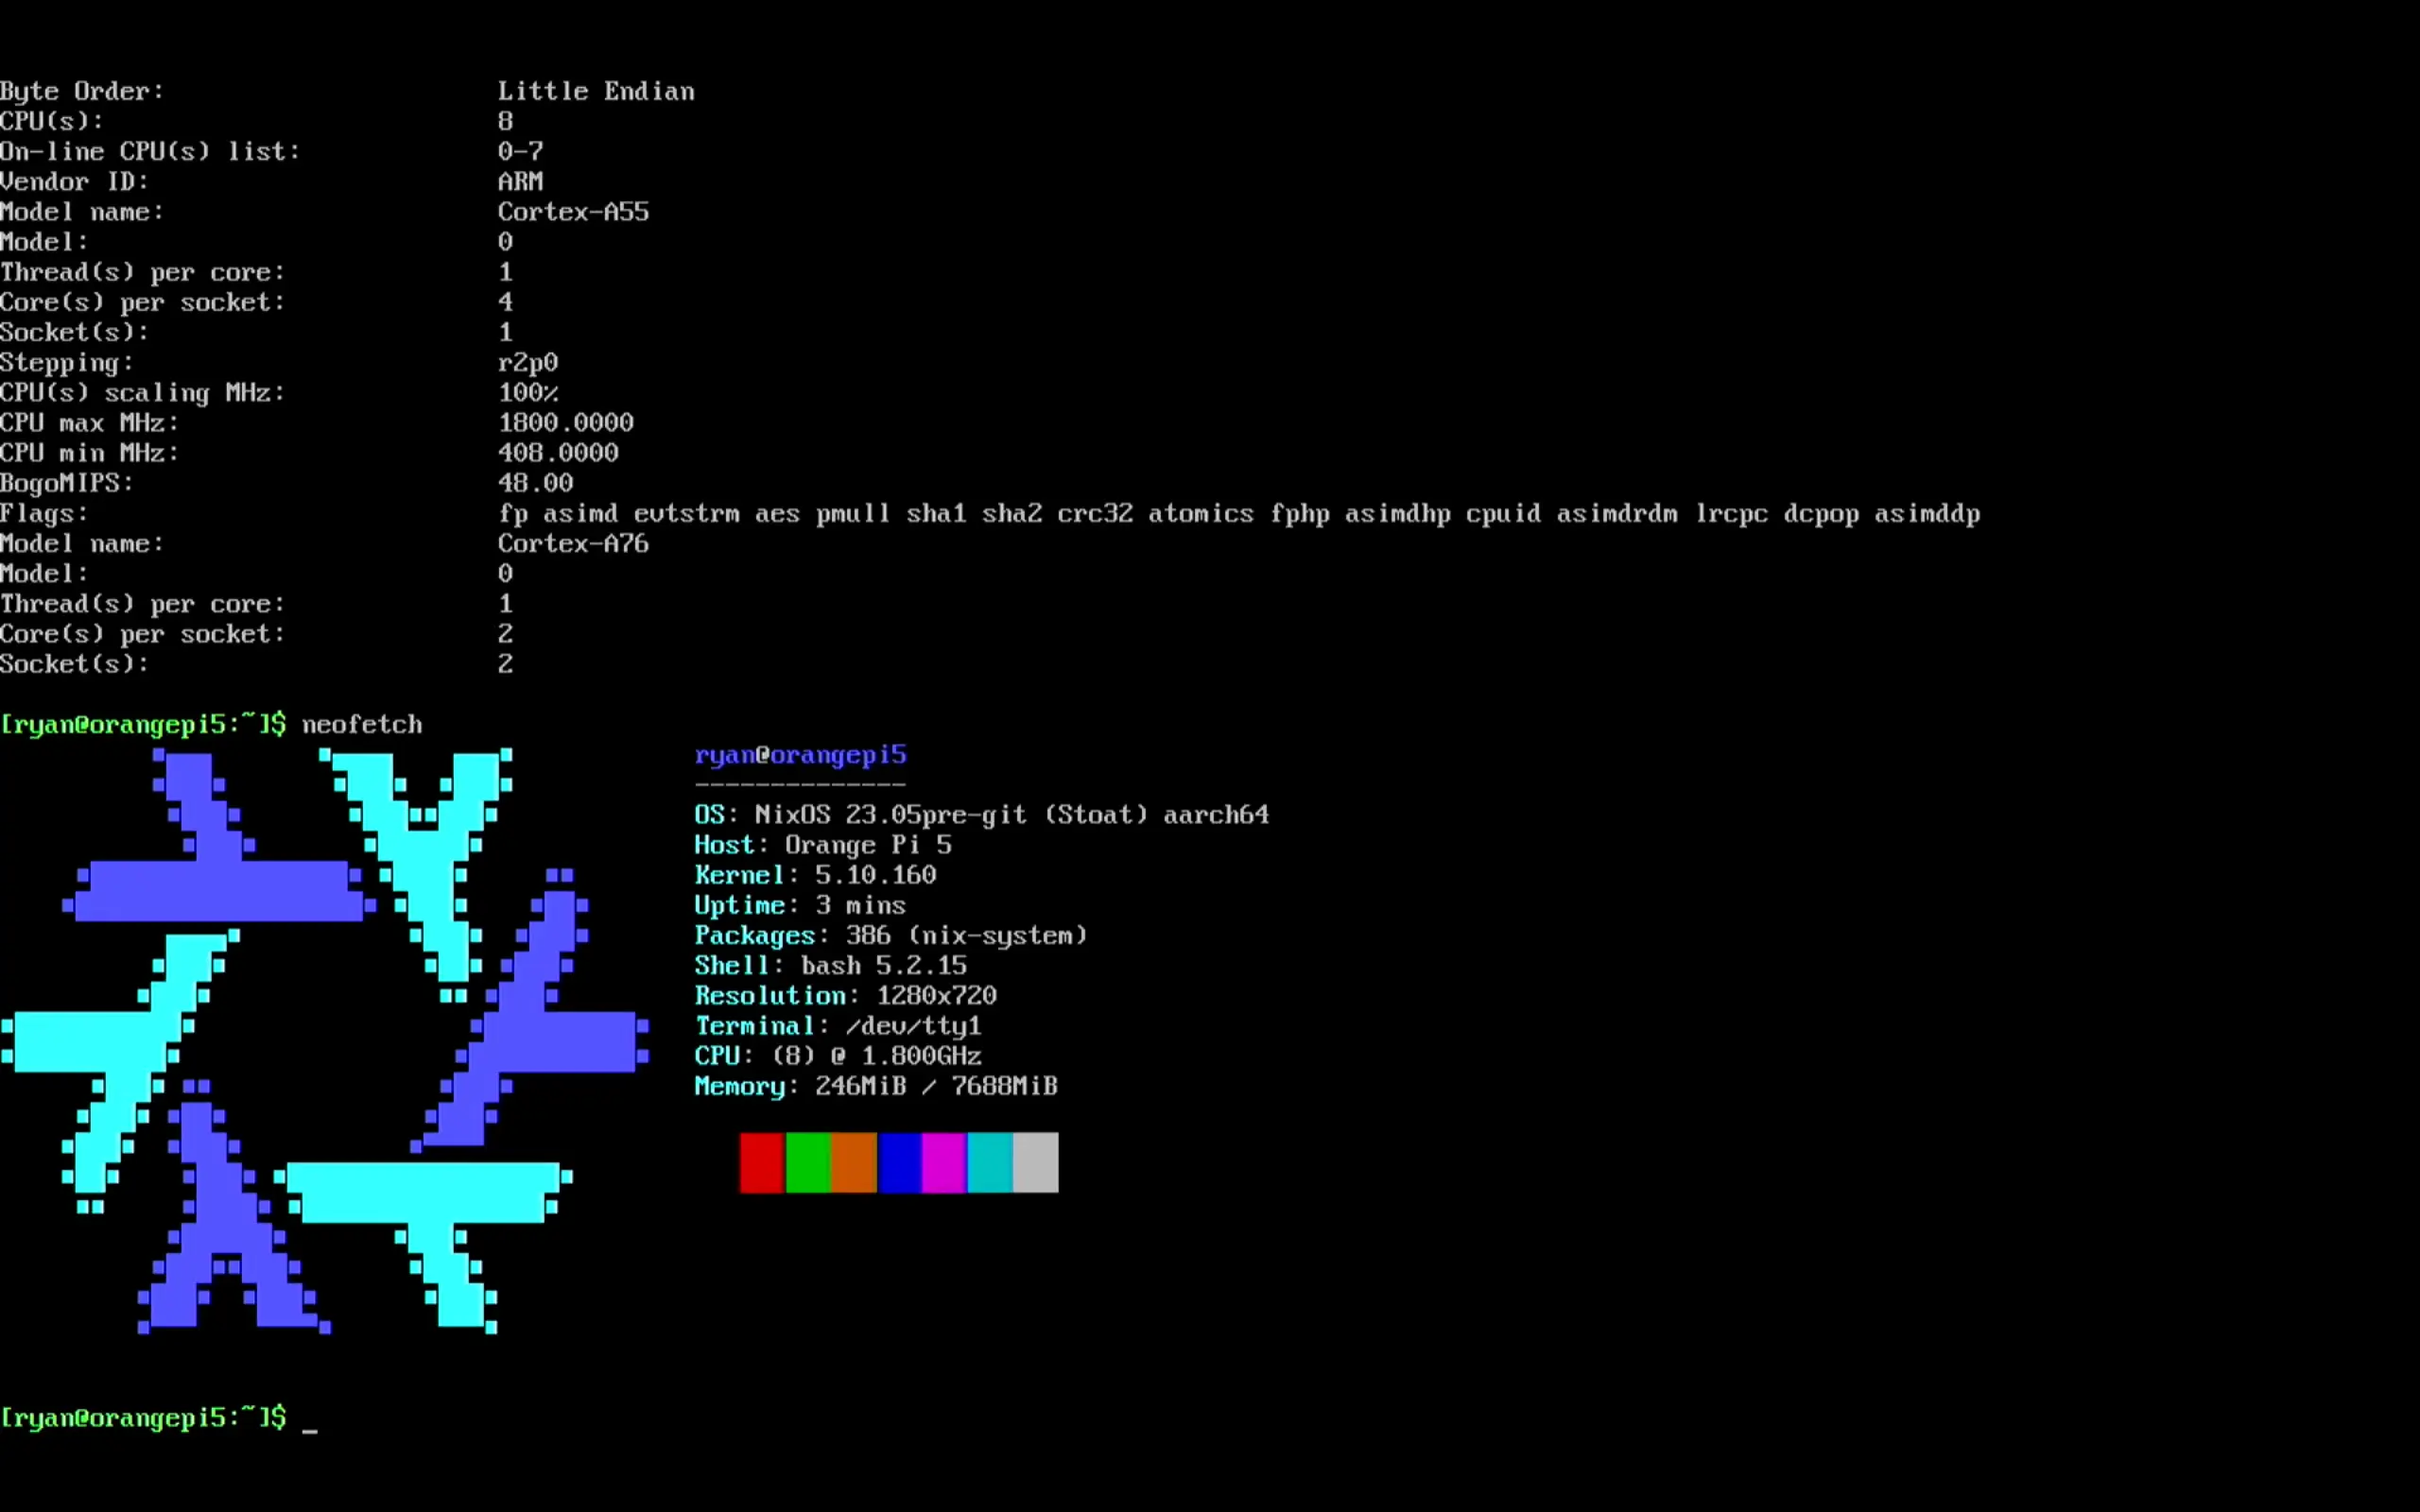 Byte Order: Little Endian
CPU(s): 8
On-line CPU(s) list: 0-7
Vendor ID: ARM
Model name: Cortex-A55
Model: 0
Thread(s) per core: 1
Core(s) per socket: 4
Socket(s): 1
Stepping: r2p0
CPU(s) scaling MHz: 100%
CPU max MHz: 1800.0000
CPU min MHz: 408.0000
BogoMIPS: 48.00
Flags: fp asimd evtstrm aes pmull sha1 sha2 crc32 atomics fphp asimdhp cpuid asimdrdm lrcpc dcpop asimddp
Model name: Cortex-A76
Model: 0
Thread(s) per core: 1
Core(s) per socket: 2
Socket(s): 2
[ryan@orangepi5:~]$ neofetch
ryan@orangepi5
--------------
OS: NixOS 23.05pre-git (Stoat) aarch64
Host: Orange Pi 5
Kernel: 5.10.160
Uptime: 3 mins
Packages: 386 (nix-system)
Shell: bash 5.2.15
Resolution: 1280x720
Terminal: /dev/tty1
CPU: (8) @ 1.800GHz
Memory: 246MiB / 7688MiB
[ryan@orangepi5:~]$ _